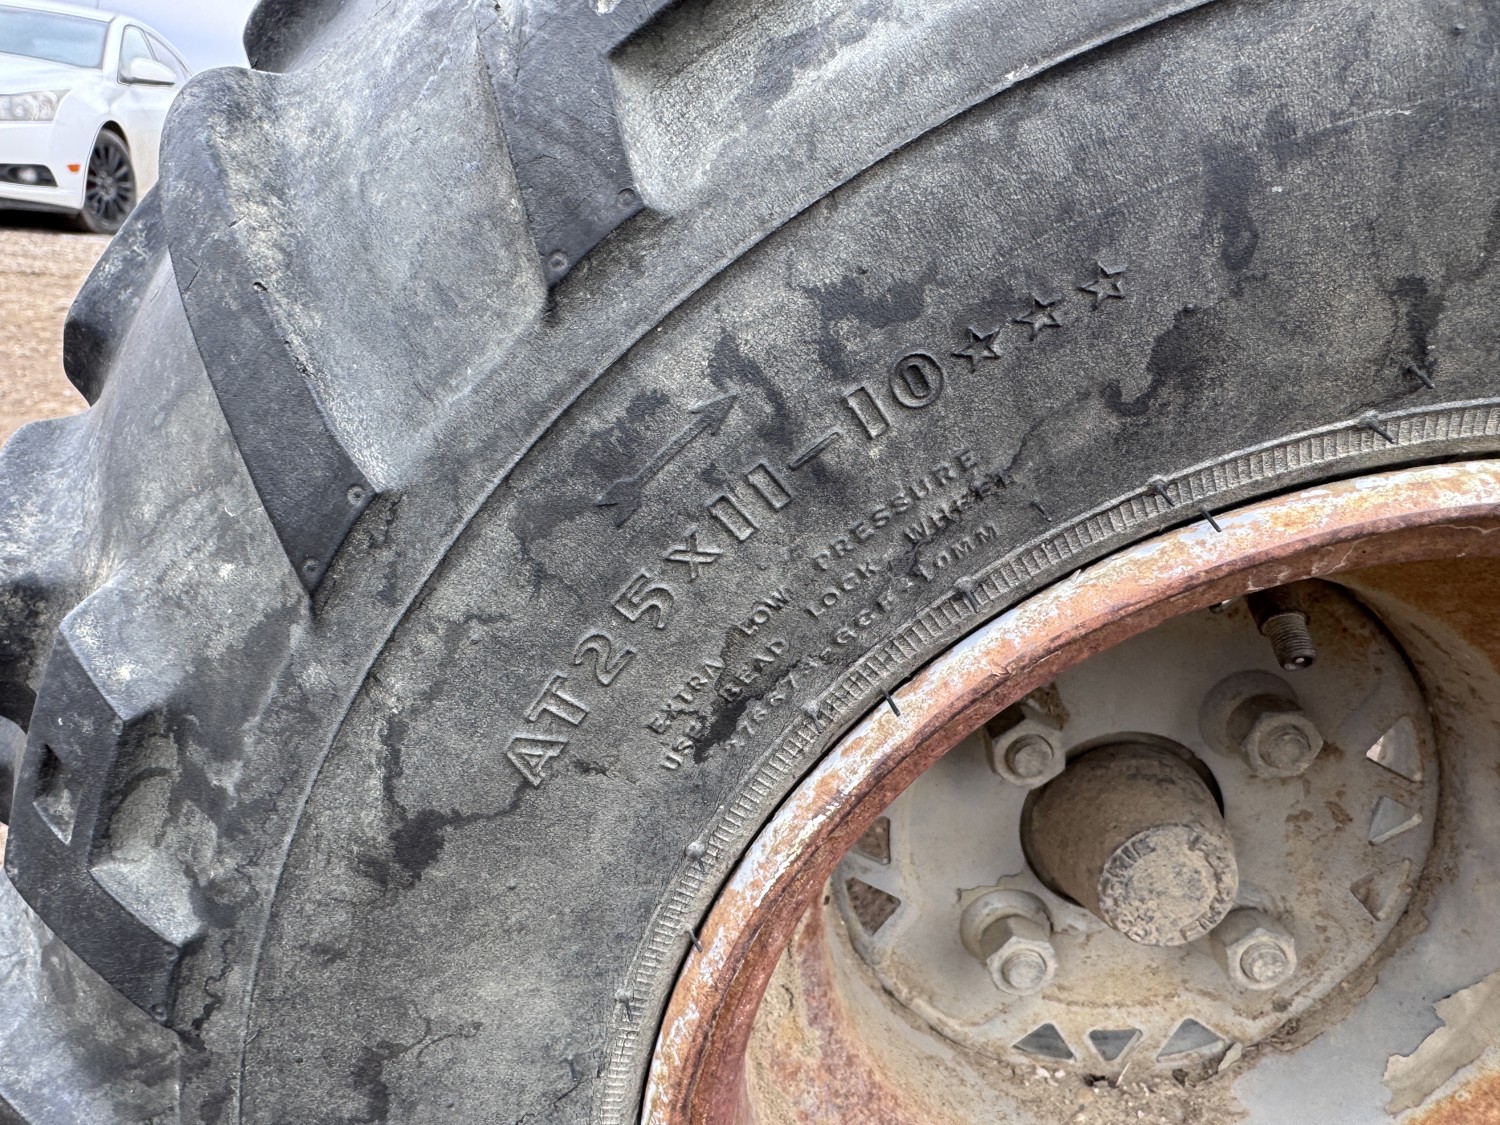 AT25x11-10☆☆☆
EXTRA LOW PRESSURE
USE BEAD LOCK WHEEL